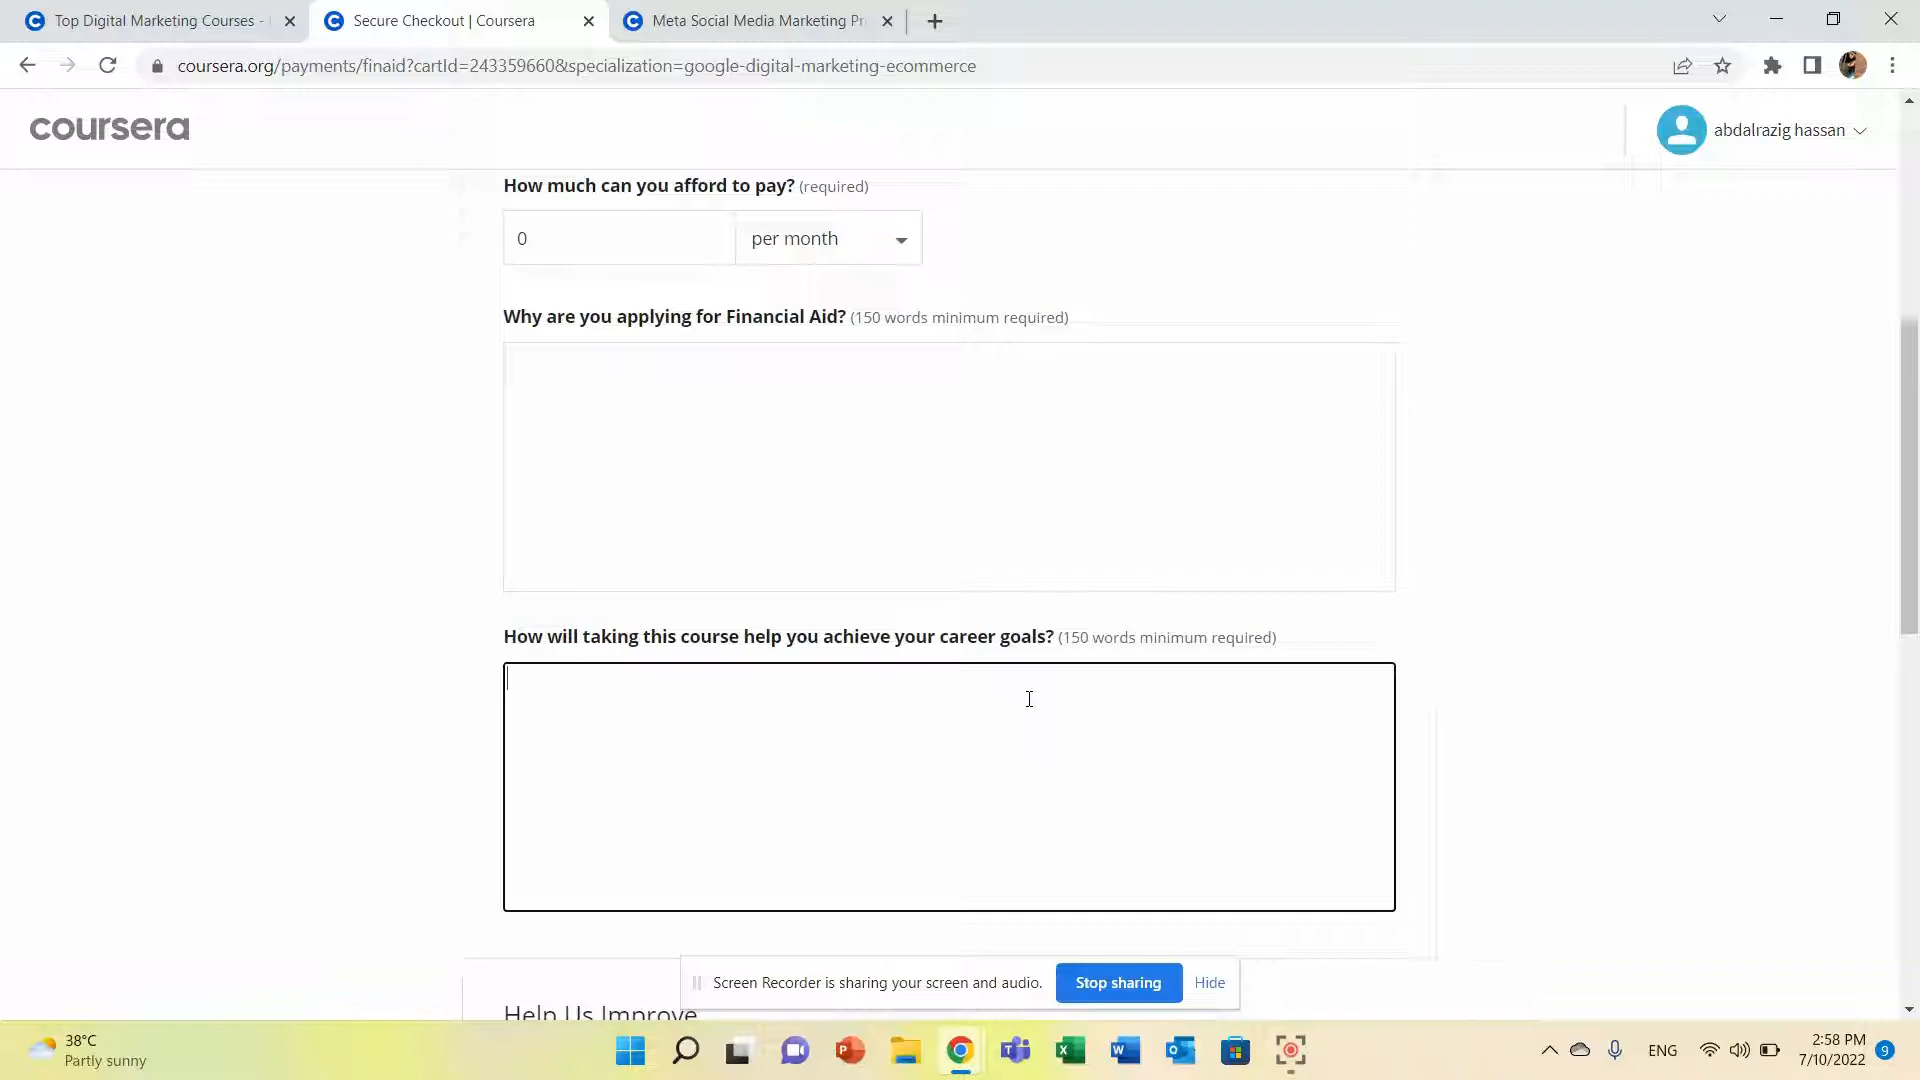 Top Digital Marketing Courses -
Secure Checkout | Coursera
Meta Social Media Marketing Pr
coursera.org/payments/finaid?cartId=243359660&specialization=google-digital-marketing-ecommerce
coursera
abdalrazig hassan
How much can you afford to pay? (required)
0
per month
Why are you applying for Financial Aid? (150 words minimum required)
How will taking this course help you achieve your career goals? (150 words minimum required)
Screen Recorder is sharing your screen and audio.
Stop sharing
Hide
Help Us Improve
38°C
Partly sunny
ENG
2:58 PM
7/10/2022
9